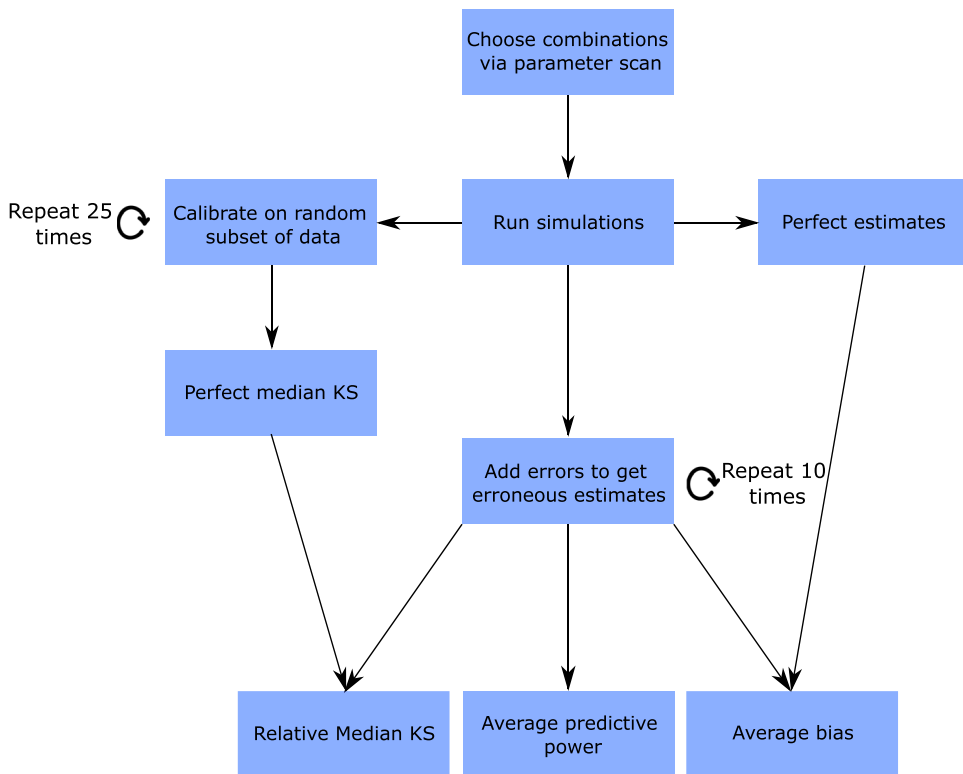 Choose combinations
via parameter scan
Repeat 25
times
Calibrate on random
subset of data
Run simulations
Perfect estimates
Perfect median KS
Add errors to get
erroneous estimates
Repeat 10
times
Relative Median KS
Average predictive
power
Average bias